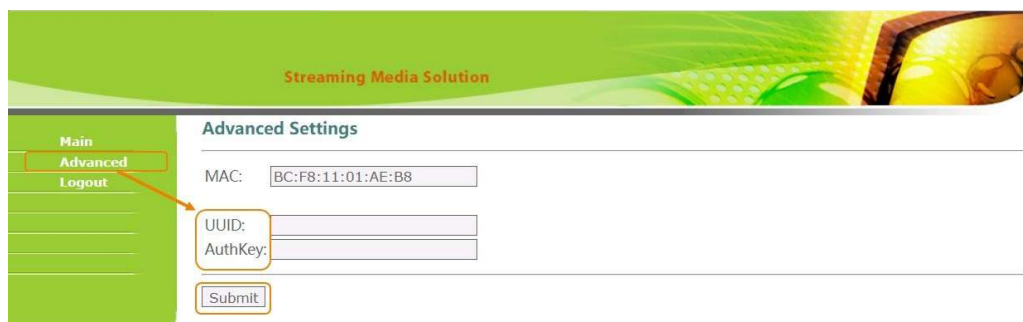 Streaming Media Solution
Main
Advanced
Logout
Advanced Settings
MAC: BC:F8:11:01:AE:B8
UUID:
AuthKey:
Submit